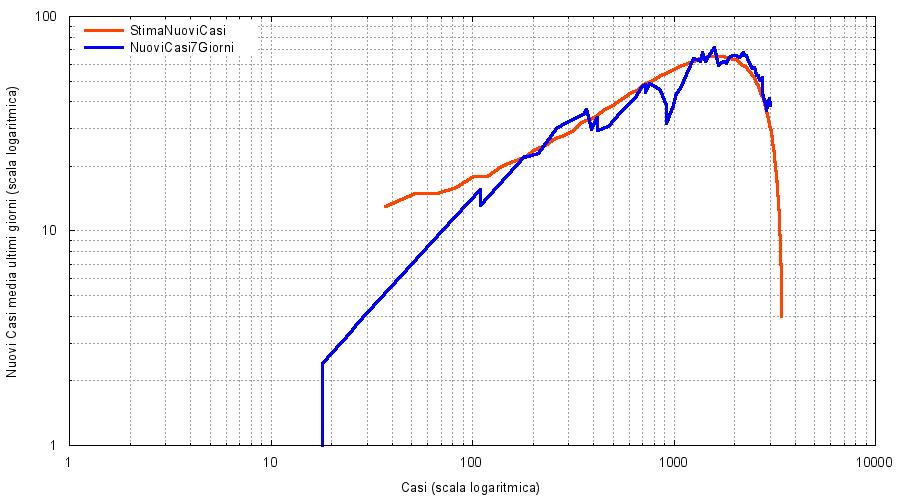 100
StimaNuoviCasi
NuoviCasi7Giorni
10
1
Nuovi Casi media ultimi giorni (scala logaritmica)
1 10 100 1000 10000
Casi (scala logaritmica)